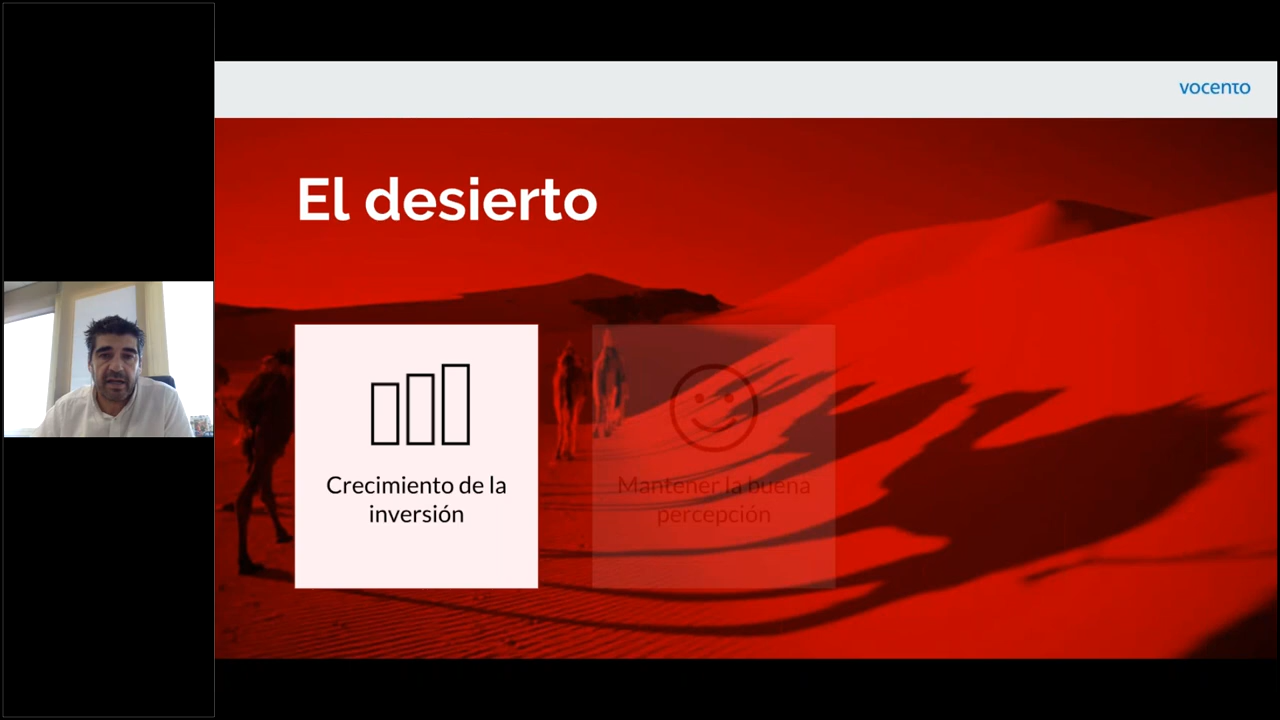 vocento
El desierto
Crecimiento de la
inversión
Mantener la buena
percepción